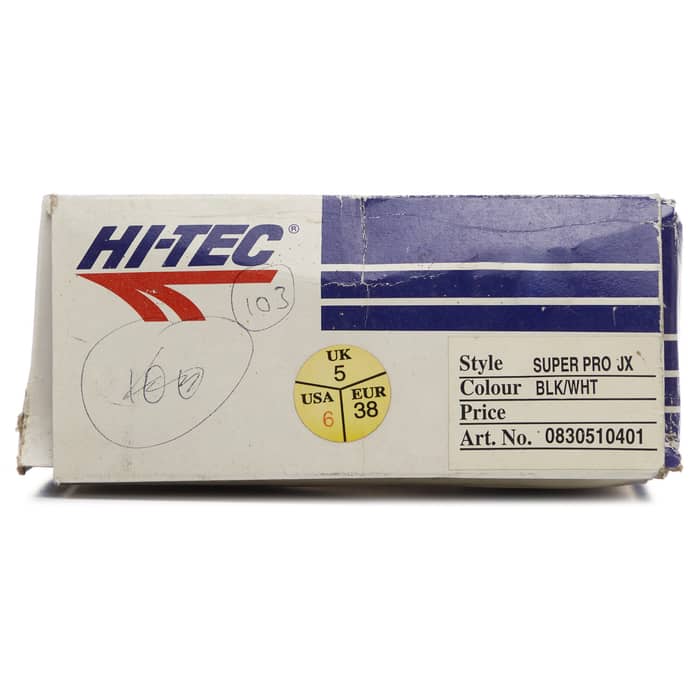 HI-TEC®
103
100
UK
5
USA
6
EUR
38
Style SUPER PRO JX
Colour BLK/WHT
Price
Art. No. 0830510401